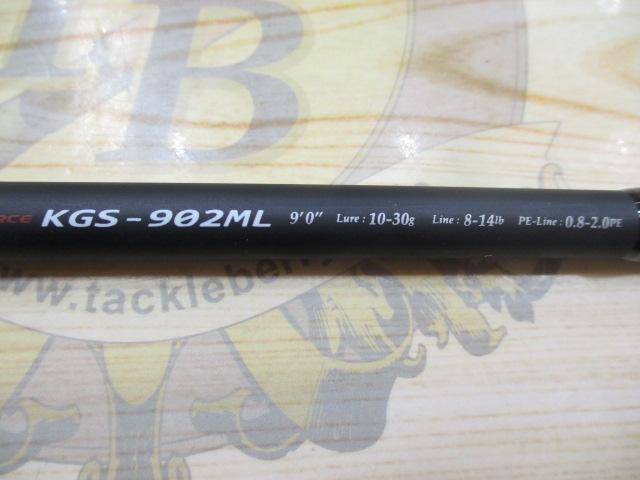 B
RCE KGS-902ML 9'0" Lure: 10-30g Line: 8-14lb PE-Line: 0.8-2.0PE
www.tackleber